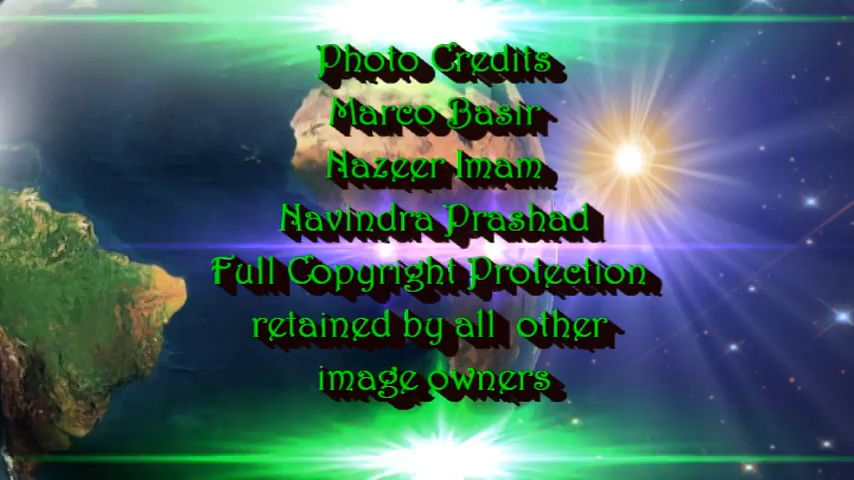 Photo Credits
Marco Basir
Nazeer Imam
Navindra Prashad
Full Copyright Protection
retained by all other
image owners